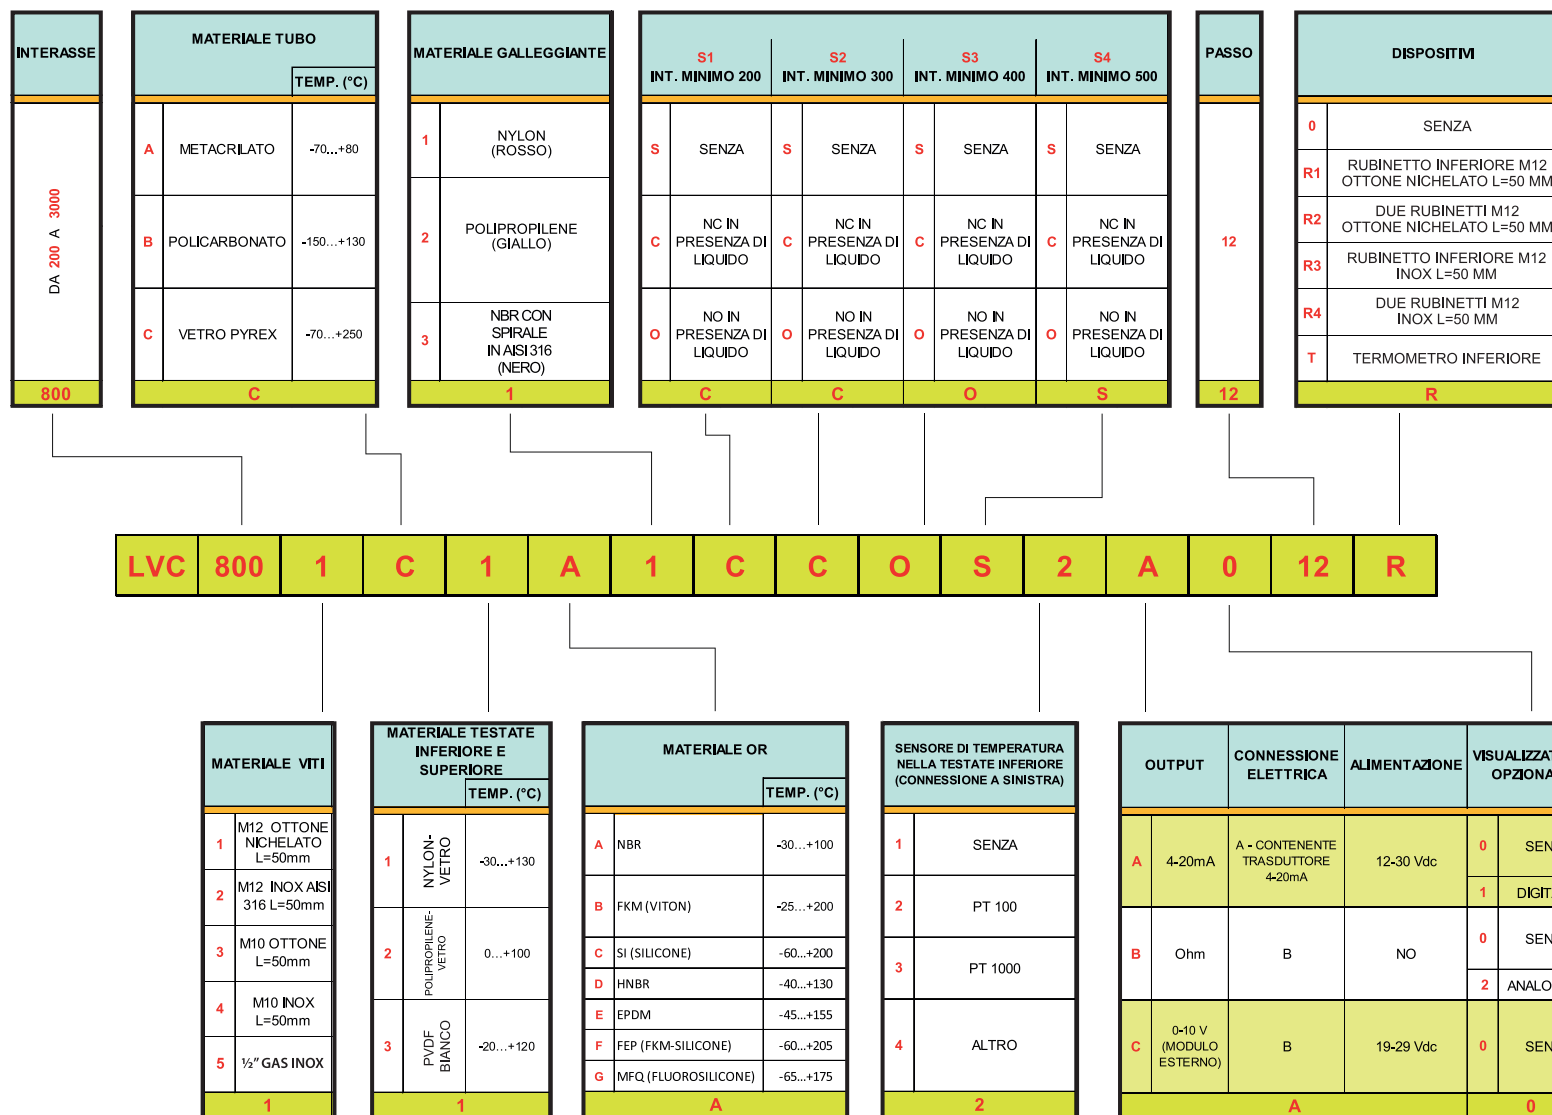 INTERASSE
DA 200 A 3000
800
MATERIALE TUBO
TEMP. (°C)
A METACRILATO -70...+80
B POLICARBONATO -150...+130
C VETRO PYREX -70...+250
C
MATERIALE GALLEGGIANTE
1 NYLON
(ROSSO)
2 POLIPROPILENE
(GIALLO)
3 NBR CON
SPIRALE
IN AISI 316
(NERO)
1
S1 S2 S3 S4
INT. MINIMO 200 INT. MINIMO 300 INT. MINIMO 400 INT. MINIMO 500
S SENZA S SENZA S SENZA S SENZA
NC IN NC IN NC IN NC IN
C PRESENZA DI C PRESENZA DI C PRESENZA DI C PRESENZA DI
LIQUIDO LIQUIDO LIQUIDO LIQUIDO
NO IN NO IN NO IN NO IN
O PRESENZA DI O PRESENZA DI O PRESENZA DI O PRESENZA DI
LIQUIDO LIQUIDO LIQUIDO LIQUIDO
C C O S
PASSO
12
12
DISPOSITIVI
0 SENZA
R1 RUBINETTO INFERIORE M12
OTTONE NICHELATO L=50 MM
R2 DUE RUBINETTI M12
OTTONE NICHELATO L=50 MM
R3 RUBINETTO INFERIORE M12
INOX L=50 MM
R4 DUE RUBINETTI M12
INOX L=50 MM
T TERMOMETRO INFERIORE
R
LVC 800 1 C 1 A 1 C C O S 2 A 0 12 R
MATERIALE VITI
1 M12 OTTONE
NICHELATO
L=50mm
2 M12 INOX AISI
316 L=50mm
3 M10 OTTONE
L=50mm
4 M10 INOX
L=50mm
5 ½" GAS INOX
1
MATERIALE TESTATE
INFERIORE E
SUPERIORE
TEMP. (°C)
1 NYLON-
VETRO -30...+130
2 POLIPROPILENE-
VETRO 0...+100
3 PVDF
BIANCO -20...+120
1
MATERIALE OR
TEMP. (°C)
A NBR -30...+100
B FKM (VITON) -25...+200
C SI (SILICONE) -60...+200
D HNBR -40...+130
E EPDM -45...+155
F FEP (FKM-SILICONE) -60...+205
G MFQ (FLUOROSILICONE) -65...+175
A
SENSORE DI TEMPERATURA
NELLA TESTATE INFERIORE
(CONNESSIONE A SINISTRA)
1 SENZA
2 PT 100
3 PT 1000
4 ALTRO
2
OUTPUT CONNESSIONE
ELETTRICA ALIMENTAZIONE VISUALIZZAT
OPZIONA
A 4-20mA A - CONTENENTE
TRASDUTTORE
4-20mA 12-30 Vdc 0 SEN
1 DIGIT
B Ohm B NO 0 SEN
2 ANALO
C 0-10 V
(MODULO
ESTERNO) B 19-29 Vdc 0 SEN
A 0